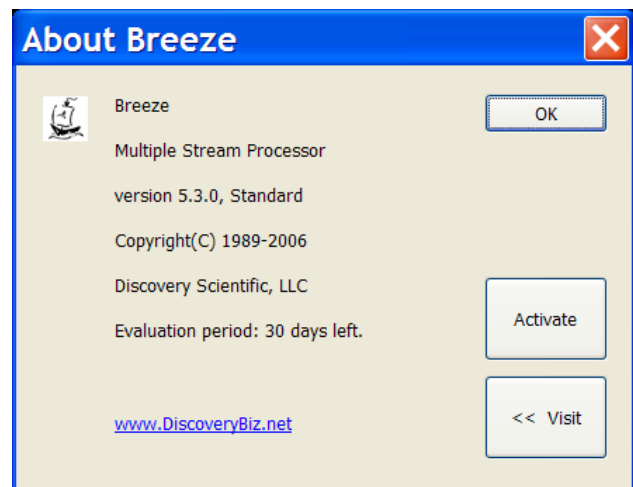 About Breeze
Breeze
OK
Multiple Stream Processor
version 5.3.0, Standard
Copyright(C) 1989-2006
Discovery Scientific, LLC
Evaluation period: 30 days left.
Activate
www.DiscoveryBiz.net
<< Visit